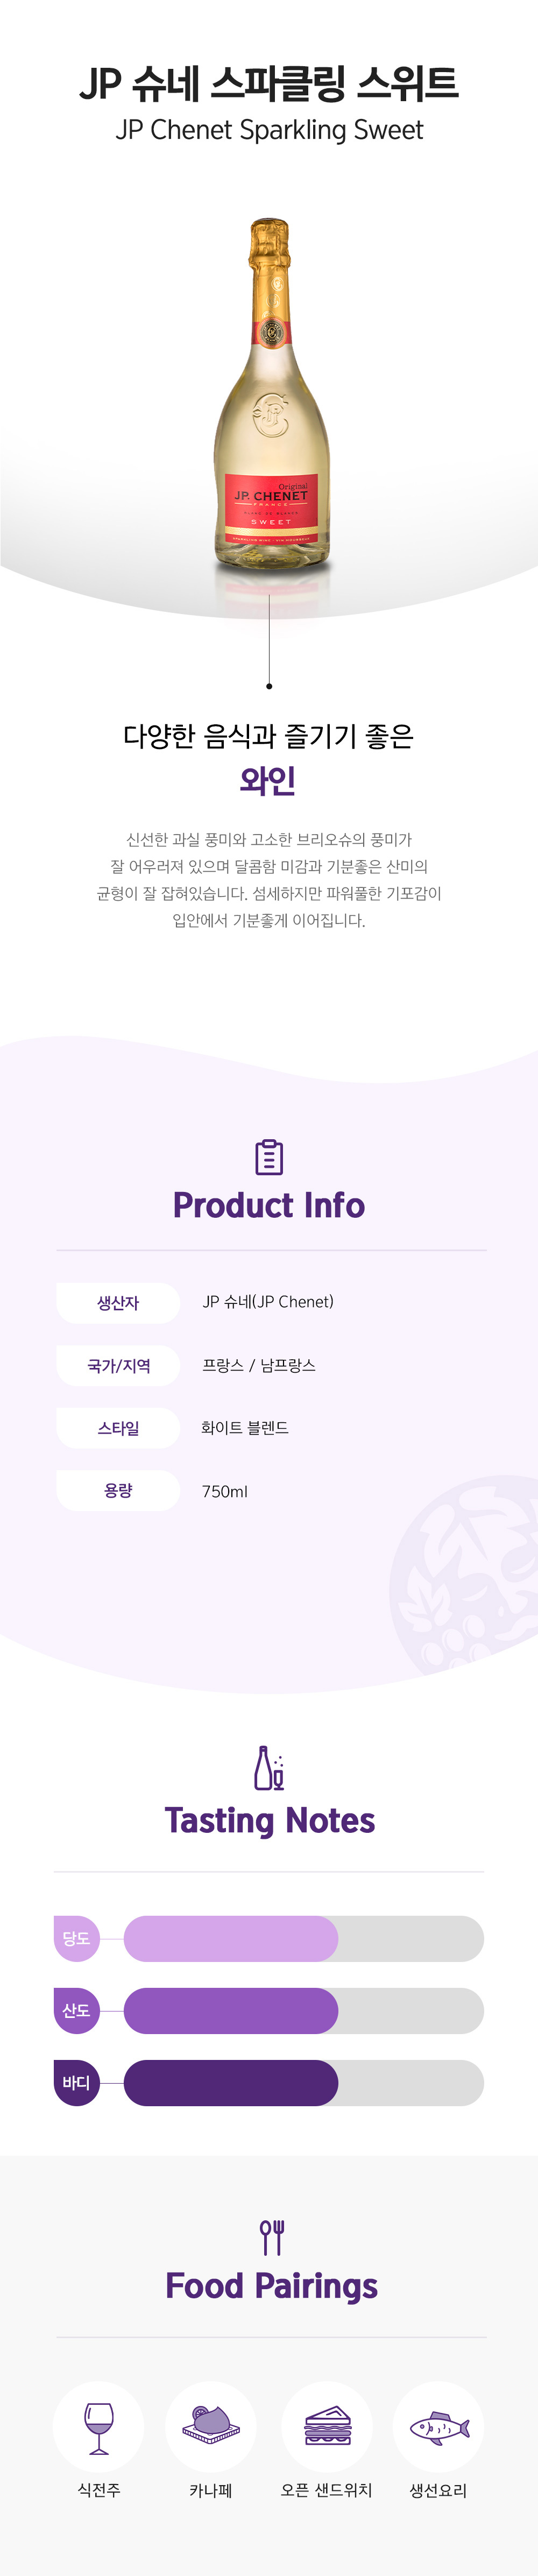 JP 슈네 스파클링 스위트
JP Chenet Sparkling Sweet
Original
JP. CHENET
FRANCE
BLANC DE BLANCS
SWEET
다양한 음식과 즐기기 좋은
와인
신선한 과실 풍미와 고소한 브리오슈의 풍미가
잘 어우러져 있으며 달콤함 미감과 기분좋은 산미의
균형이 잘 잡혀있습니다. 섬세하지만 파워풀한 기포감이
입안에서 기분좋게 이어집니다.
Product Info
생산자 JP 슈네(JP Chenet)
국가/지역 프랑스 / 남프랑스
스타일 화이트 블렌드
용량 750ml
Tasting Notes
당도
산도
바디
Food Pairings
식전주 카나페 오픈 샌드위치 생선요리